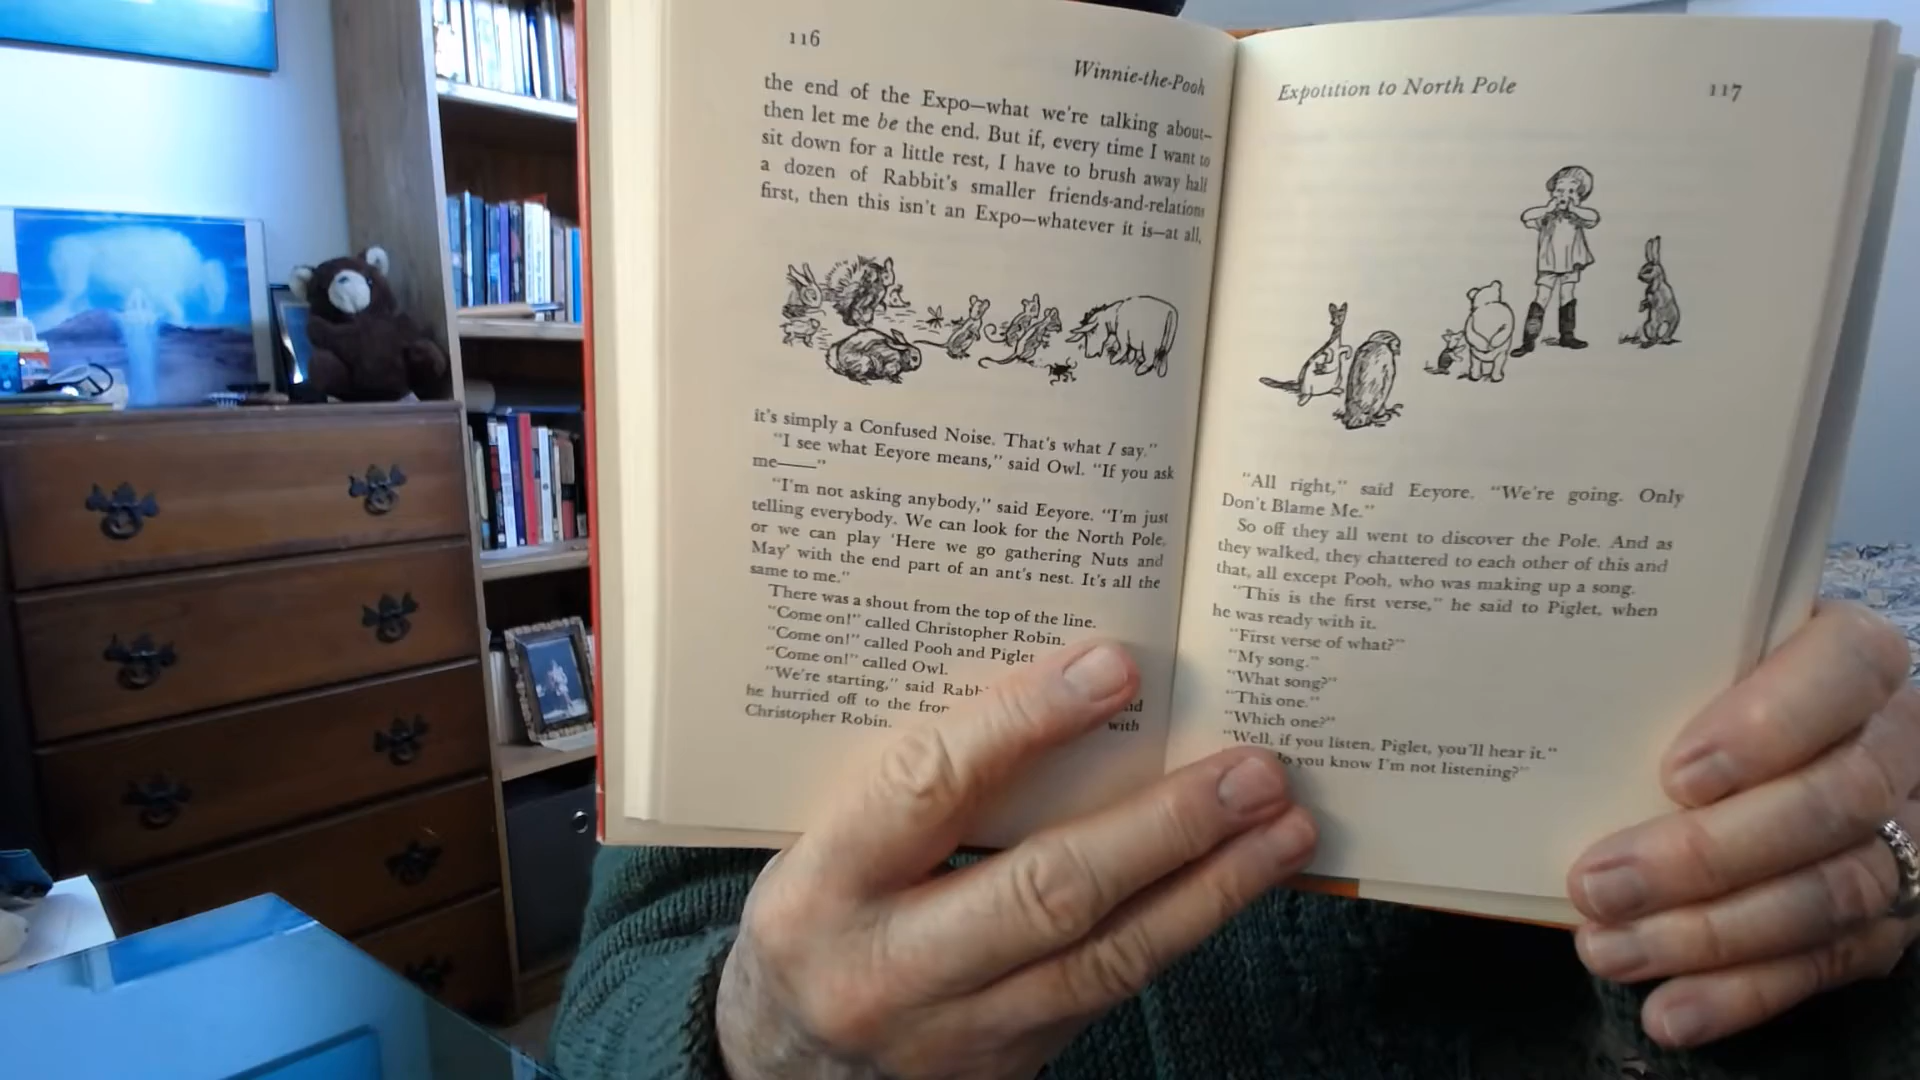 116
Winnie-the-Pooh
the end of the Expo—what we're talking about—
then let me be the end. But if, every time I want to
sit down for a little rest, I have to brush away half
a dozen of Rabbit's smaller friends-and-relations
first, then this isn't an Expo—whatever it is—at all,
it's simply a Confused Noise. That's what I say."
"I see what Eeyore means," said Owl. "If you ask
me——"
"I'm not asking anybody," said Eeyore. "I'm just
telling everybody. We can look for the North Pole,
or we can play 'Here we go gathering Nuts and
May' with the end part of an ant's nest. It's all the
same to me."
There was a shout from the top of the line.
"Come on!" called Christopher Robin.
"Come on!" called Pooh and Piglet
"Come on!" called Owl.
"We're starting," said
he hurried off to the
with
Christopher Robin.
Expotition to North Pole
117
"All right," said Eeyore. "We're going. Only
Don't Blame Me."
So off they all went to discover the Pole. And as
they walked, they chattered to each other of this and
that, all except Pooh, who was making up a song.
"This is the first verse," he said to Piglet, when
he was ready with it.
"First verse of what?"
"My song."
"What song?"
"This one."
"Which one?"
"Well, if you listen, Piglet, you'll hear it."
you know I'm not listening?"